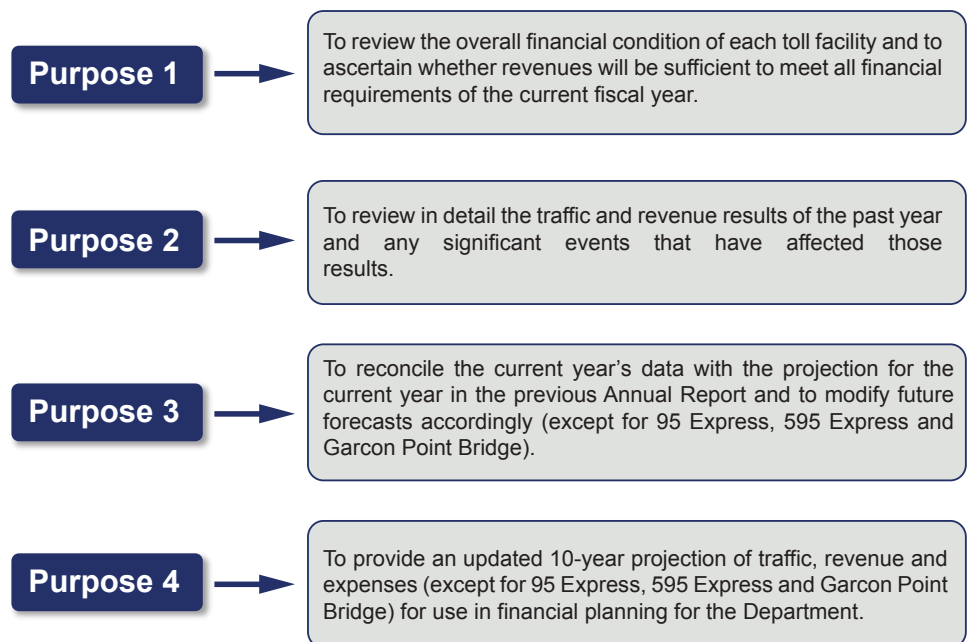 Purpose 1
To review the overall financial condition of each toll facility and to
ascertain whether revenues will be sufficient to meet all financial
requirements of the current fiscal year.
Purpose 2
To review in detail the traffic and revenue results of the past year
and any significant events that have affected those
results.
Purpose 3
To reconcile the current year's data with the projection for the
current year in the previous Annual Report and to modify future
forecasts accordingly (except for 95 Express, 595 Express and
Garcon Point Bridge).
Purpose 4
To provide an updated 10-year projection of traffic, revenue and
expenses (except for 95 Express, 595 Express and Garcon Point
Bridge) for use in financial planning for the Department.